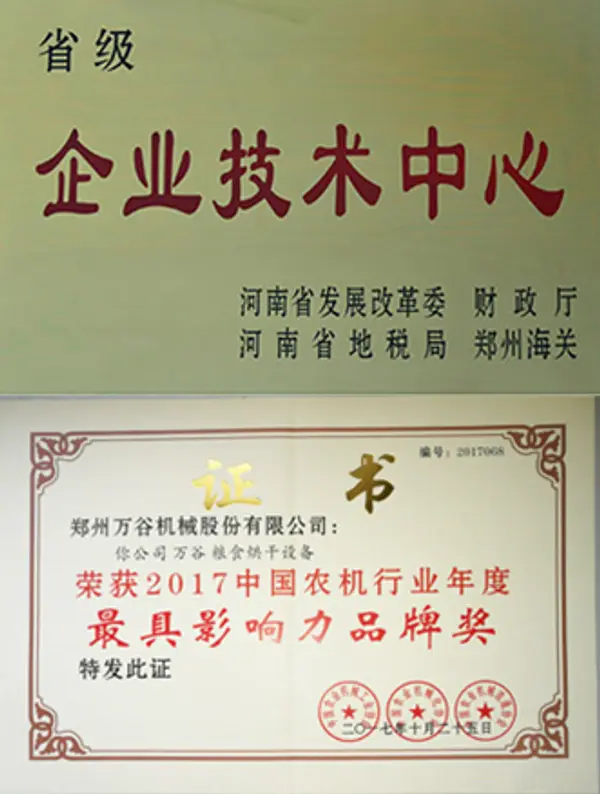 省级
企业技术中心
河南省发展改革委 财政厅
河南省地税局 郑州海关
编号：2017068
证书
郑州万谷机械股份有限公司：
你公司 万谷 粮食烘干设备
荣获2017中国农机行业年度
最具影响力品牌奖
特发此证
二〇一七年十月二十五日